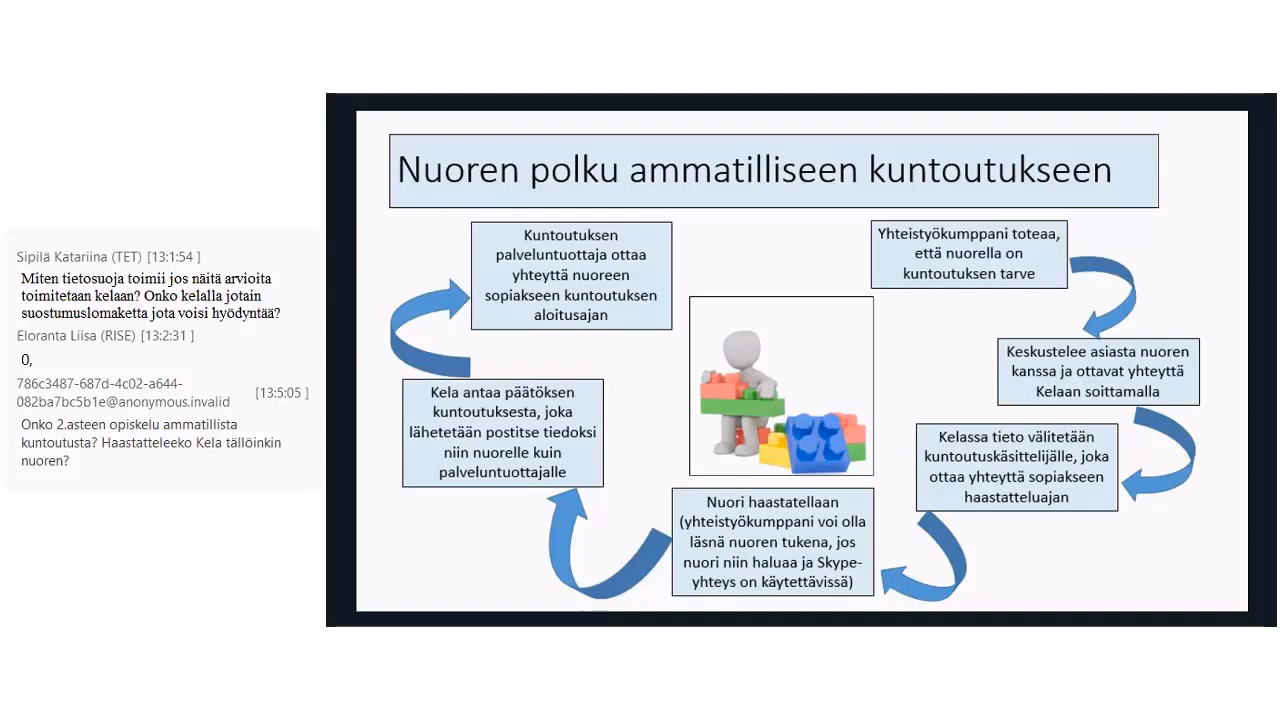 Sipilä Katariina (TET) [13:1:54 ]
Miten tietosuoja toimii jos näitä arvioita
toimitetaan kelaan? Onko kelalla jotain
suostumuslomaketta jota voisi hyödyntää?
Eloranta Liisa (RISE) [13:2:31 ]
0,
786c3487-687d-4c02-a644-
082ba7bc5b1e@anonymous.invalid [13:5:05 ]
Onko 2.asteen opiskelu ammatillista
kuntoutusta? Haastatteleeko Kela tällöinkin
nuoren?
Nuoren polku ammatilliseen kuntoutukseen
Yhteistyökumppani toteaa,
että nuorella on
kuntoutuksen tarve
Keskustelee asiasta nuoren
kanssa ja ottavat yhteyttä
Kelaan soittamalla
Kelassa tieto välitetään
kuntoutuskäsittelijälle, joka
ottaa yhteyttä sopiakseen
haastatteluajan
Nuori haastatellaan
(yhteistyökumppani voi olla
läsnä nuoren tukena, jos
nuori niin haluaa ja Skype-
yhteys on käytettävissä)
Kela antaa päätöksen
kuntoutuksesta, joka
lähetetään postitse tiedoksi
niin nuorelle kuin
palveluntuottajalle
Kuntoutuksen
palveluntuottaja ottaa
yhteyttä nuoreen
sopiakseen kuntoutuksen
aloitusajan